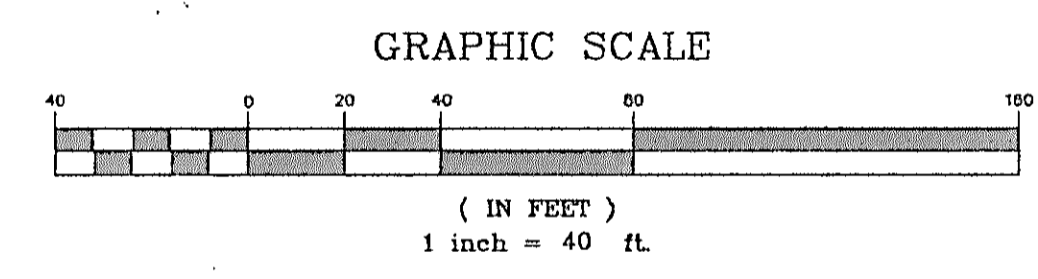 GRAPHIC SCALE
40 0 20 40 80 160
( IN FEET )
1 inch = 40 ft.